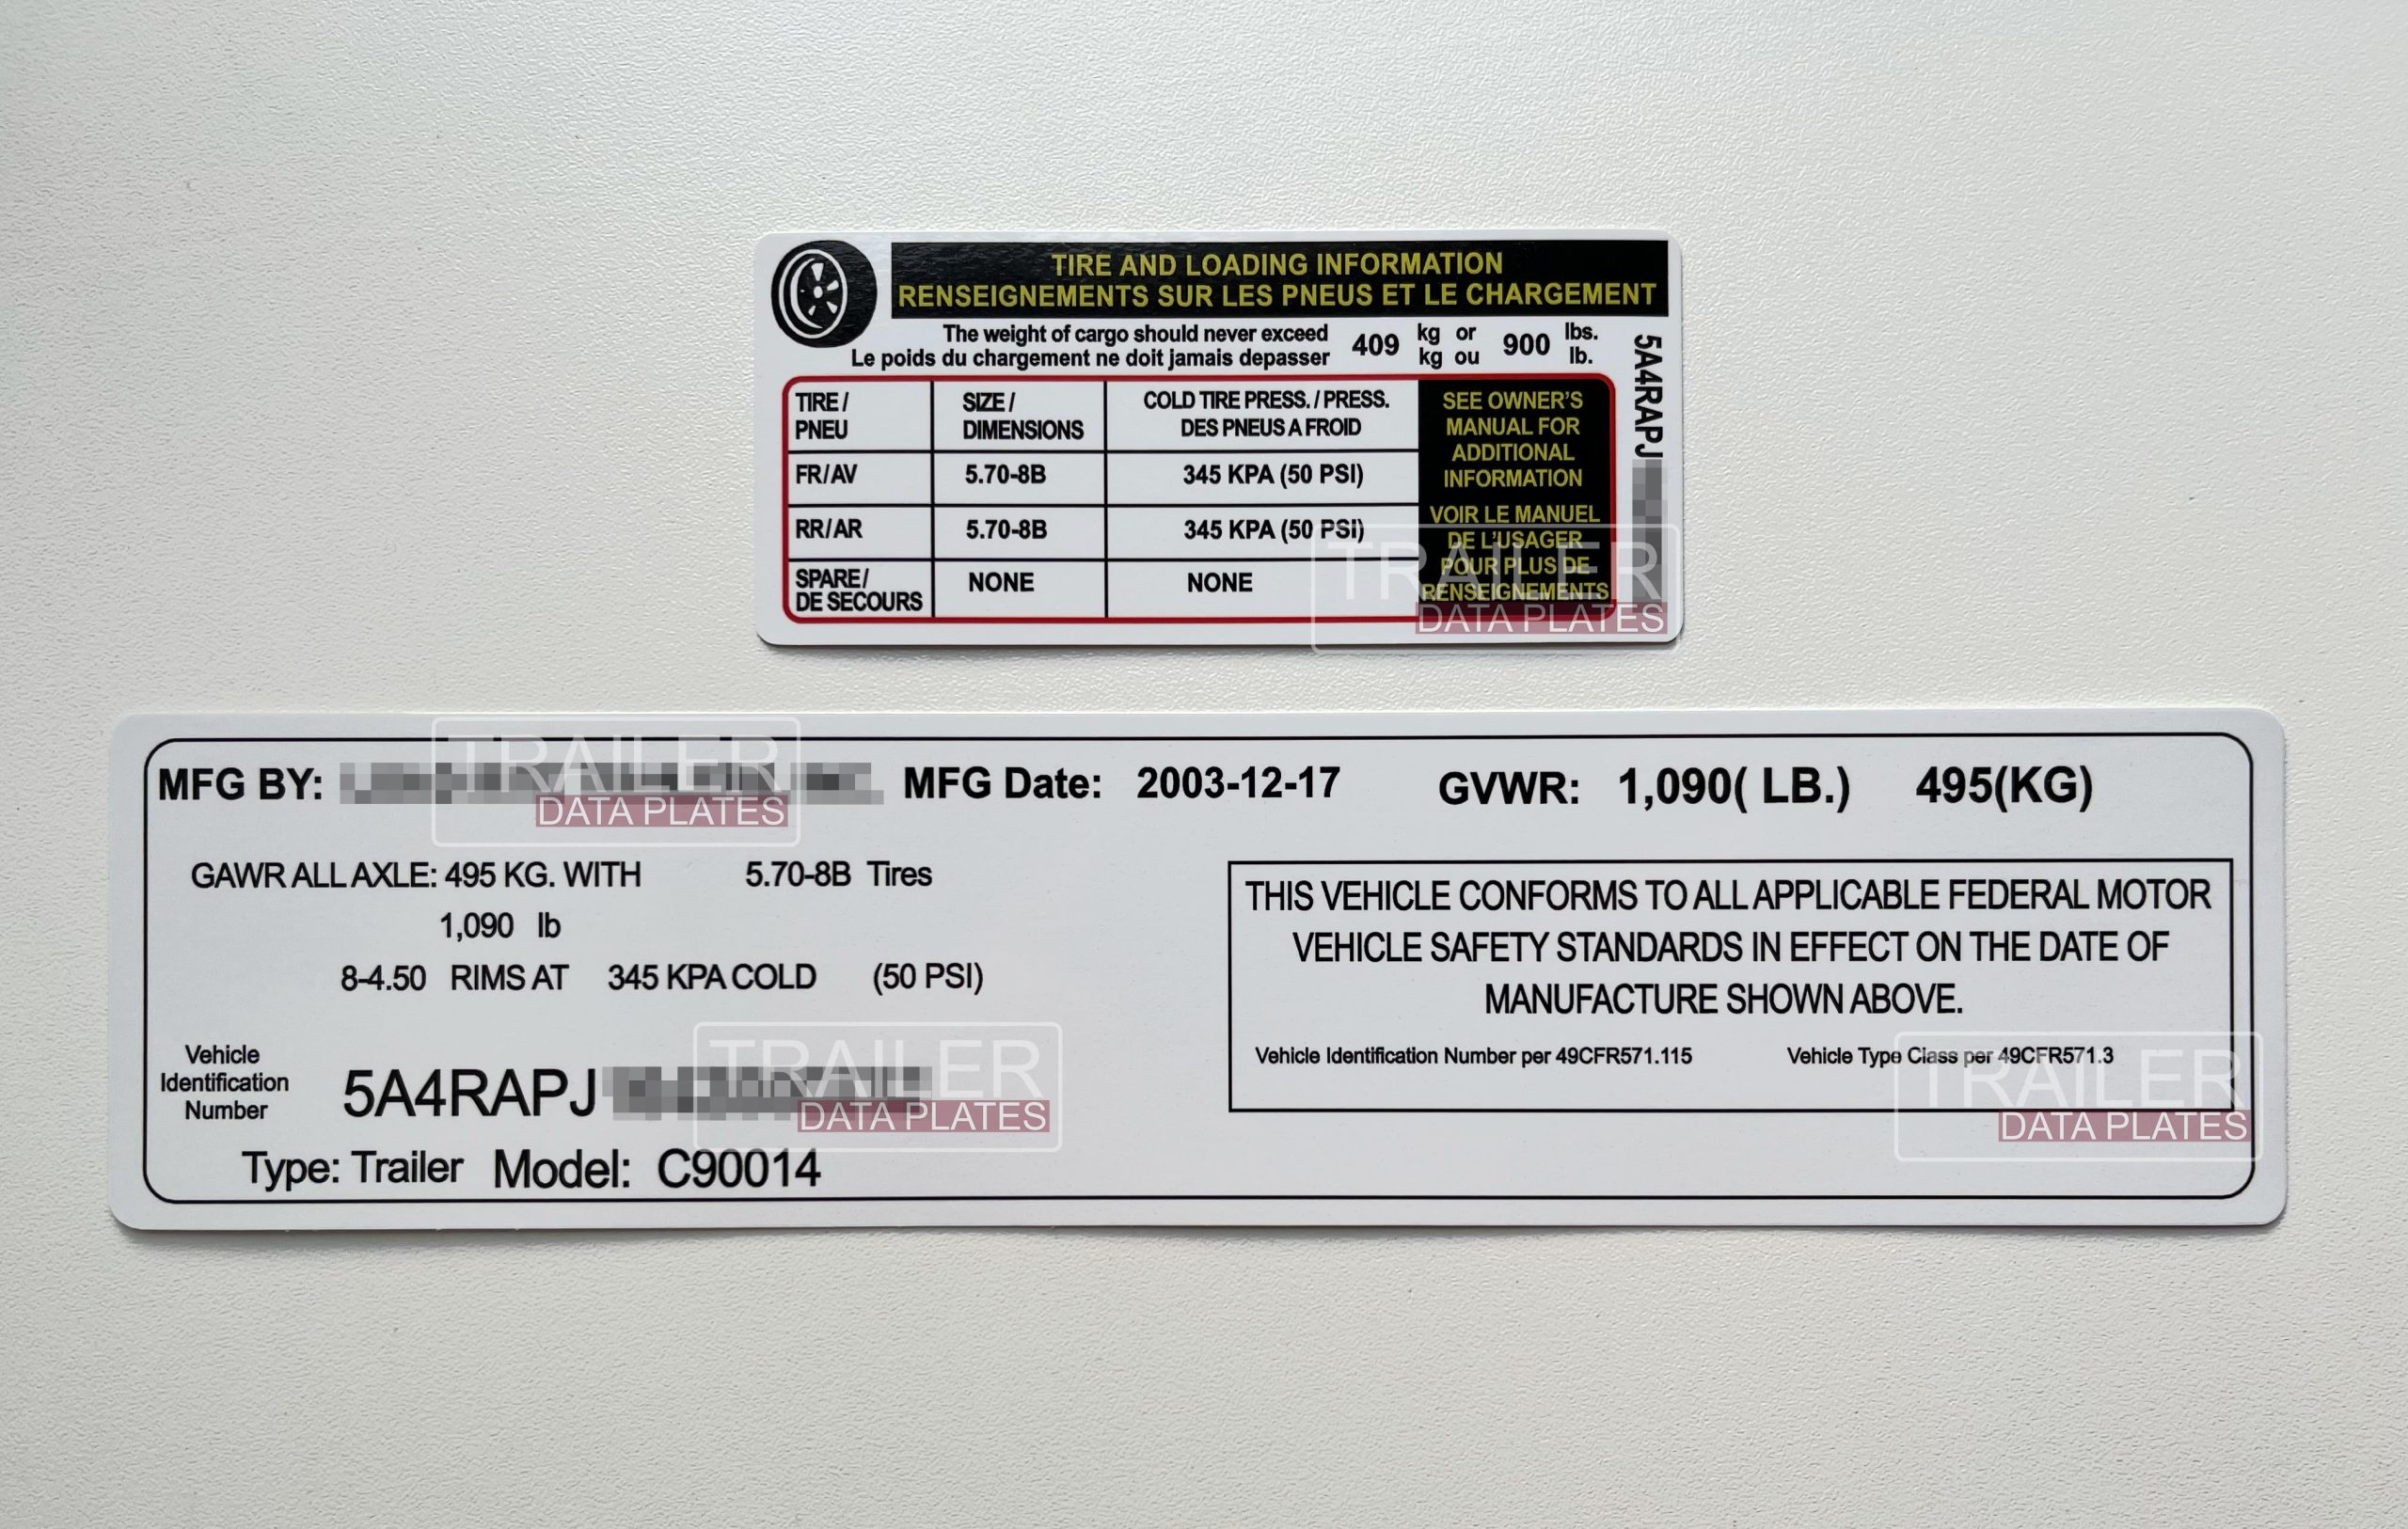 TIRE AND LOADING INFORMATION
RENSEIGNEMENTS SUR LES PNEUS ET LE CHARGEMENT
The weight of cargo should never exceed 409 kg or 900 lbs.
Le poids du chargement ne doit jamais depasser kg ou lb.
5A4RAPJ
TIRE / PNEU
SIZE / DIMENSIONS
COLD TIRE PRESS. / PRESS. DES PNEUS A FROID
FR/AV 5.70-8B 345 KPA (50 PSI)
RR/AR 5.70-8B 345 KPA (50 PSI)
SPARE / DE SECOURS NONE NONE
SEE OWNER'S
MANUAL FOR
ADDITIONAL
INFORMATION
VOIR LE MANUEL
DE L'USAGER
POUR PLUS DE
RENSEIGNEMENTS
TRAILER
DATA PLATES
MFG BY: MFG Date: 2003-12-17 GVWR: 1,090( LB.) 495(KG)
TRAILER
DATA PLATES
GAWR ALL AXLE: 495 KG. WITH 5.70-8B Tires
1,090 lb
8-4.50 RIMS AT 345 KPA COLD (50 PSI)
THIS VEHICLE CONFORMS TO ALL APPLICABLE FEDERAL MOTOR
VEHICLE SAFETY STANDARDS IN EFFECT ON THE DATE OF
MANUFACTURE SHOWN ABOVE.
Vehicle Identification Number per 49CFR571.115 Vehicle Type Class per 49CFR571.3
Vehicle
Identification
Number
5A4RAPJ
TRAILER
DATA PLATES
TRAILER
DATA PLATES
Type: Trailer Model: C90014